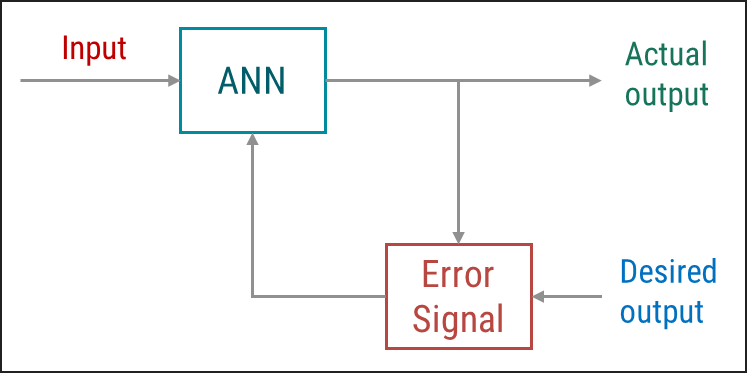 Input
ANN
Actual
output
Error
Signal
Desired
output